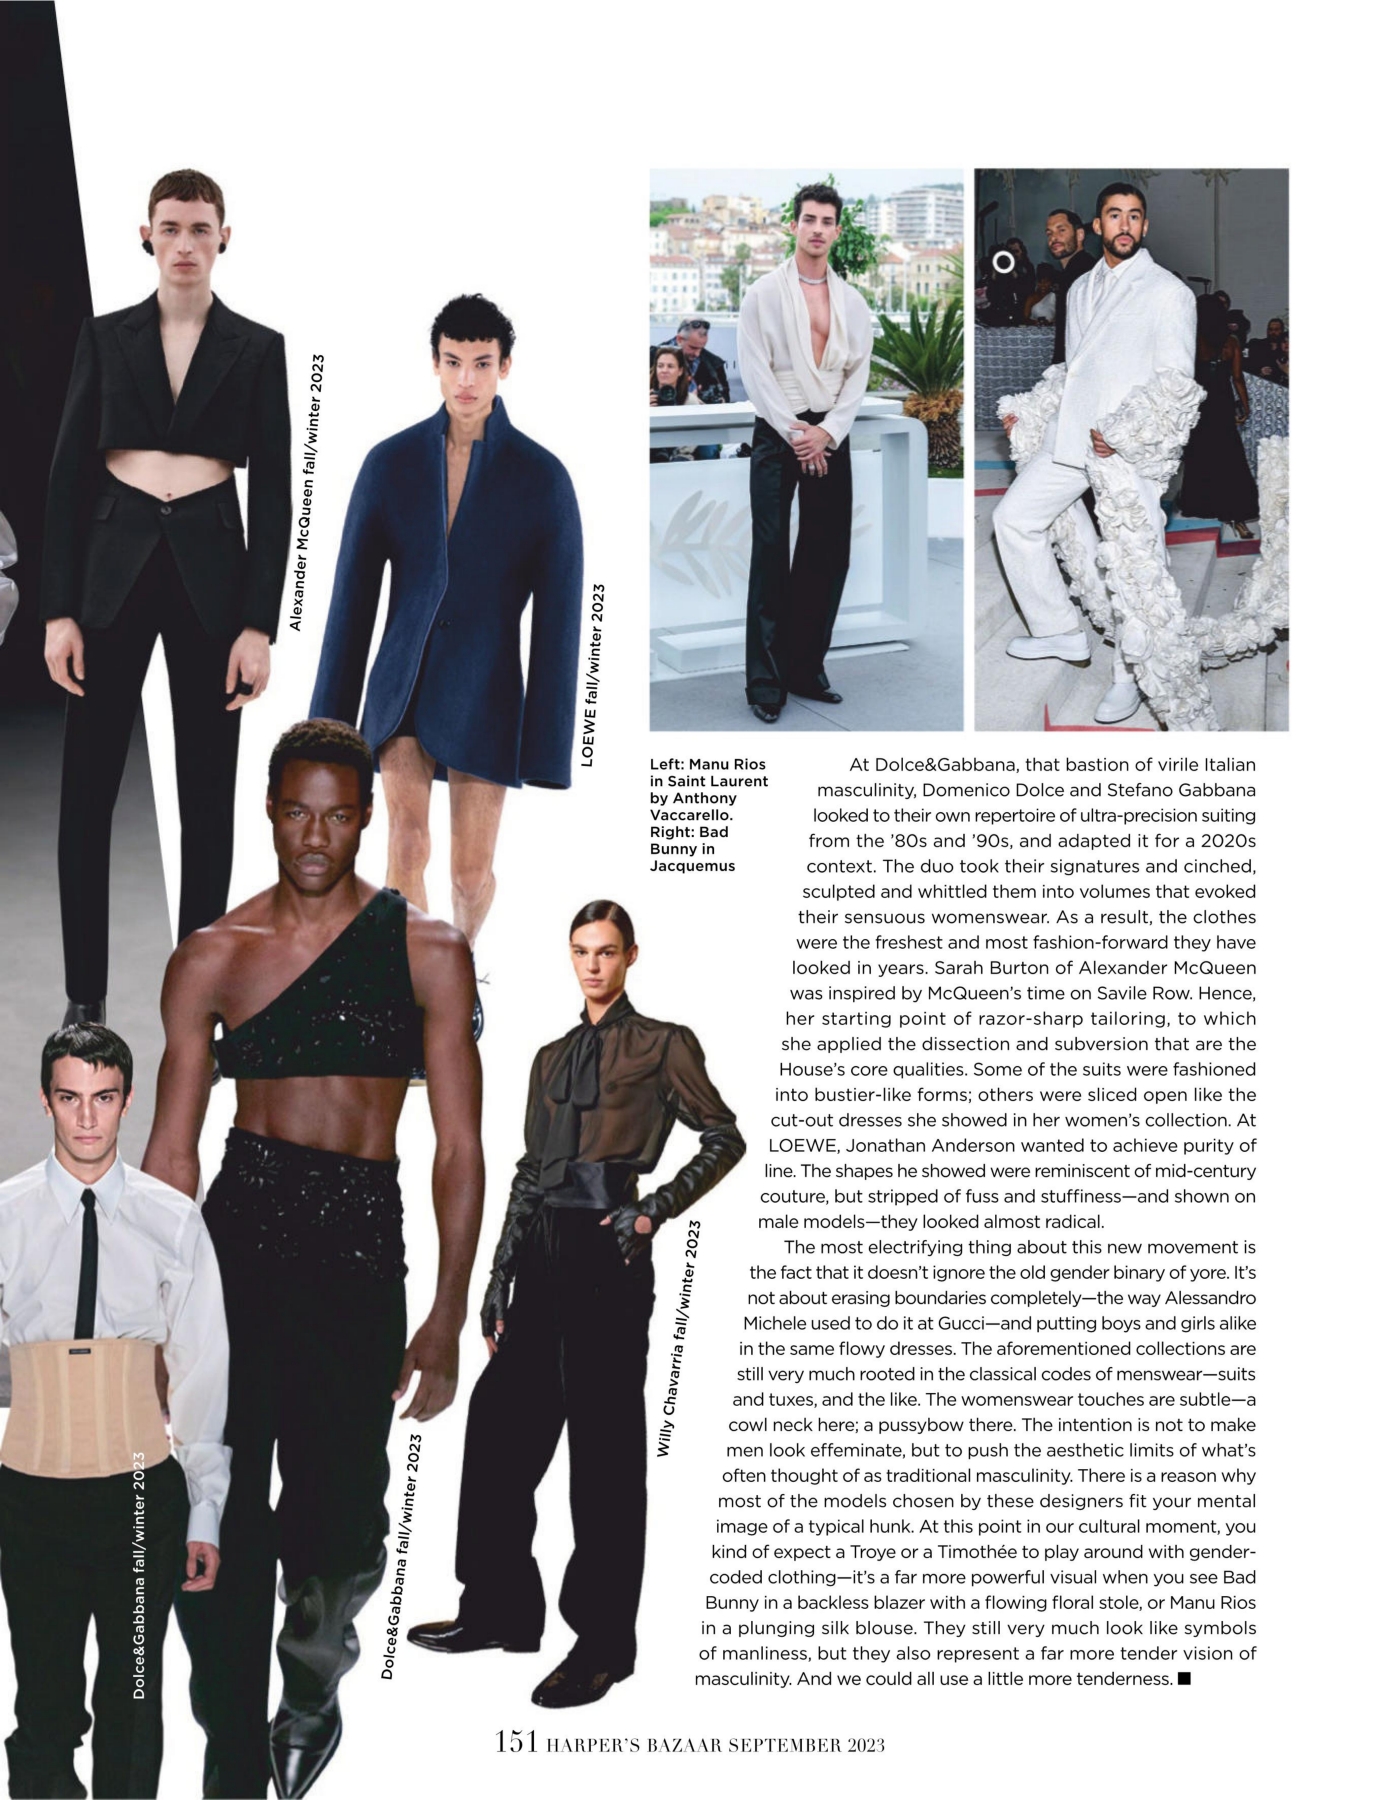 Alexander McQueen fall/winter 2023
LOEWE fall/winter 2023
Left: Manu Rios
in Saint Laurent
by Anthony
Vaccarello.
Right: Bad
Bunny in
Jacquemus
At Dolce&Gabbana, that bastion of virile Italian
masculinity, Domenico Dolce and Stefano Gabbana
looked to their own repertoire of ultra-precision suiting
from the ’80s and ’90s, and adapted it for a 2020s
context. The duo took their signatures and cinched,
sculpted and whittled them into volumes that evoked
their sensuous womenswear. As a result, the clothes
were the freshest and most fashion-forward they have
looked in years. Sarah Burton of Alexander McQueen
was inspired by McQueen’s time on Savile Row. Hence,
her starting point of razor-sharp tailoring, to which
she applied the dissection and subversion that are the
House’s core qualities. Some of the suits were fashioned
into bustier-like forms; others were sliced open like the
cut-out dresses she showed in her women’s collection. At
LOEWE, Jonathan Anderson wanted to achieve purity of
line. The shapes he showed were reminiscent of mid-century
couture, but stripped of fuss and stuffiness—and shown on
male models—they looked almost radical.
The most electrifying thing about this new movement is
the fact that it doesn’t ignore the old gender binary of yore. It’s
not about erasing boundaries completely—the way Alessandro
Michele used to do it at Gucci—and putting boys and girls alike
in the same flowy dresses. The aforementioned collections are
still very much rooted in the classical codes of menswear—suits
and tuxes, and the like. The womenswear touches are subtle—a
cowl neck here; a pussybow there. The intention is not to make
men look effeminate, but to push the aesthetic limits of what’s
often thought of as traditional masculinity. There is a reason why
most of the models chosen by these designers fit your mental
image of a typical hunk. At this point in our cultural moment, you
kind of expect a Troye or a Timothée to play around with gender-
coded clothing—it’s a far more powerful visual when you see Bad
Bunny in a backless blazer with a flowing floral stole, or Manu Rios
in a plunging silk blouse. They still very much look like symbols
of manliness, but they also represent a far more tender vision of
masculinity. And we could all use a little more tenderness. ■
Willy Chavarria fall/winter 2023
Dolce&Gabbana fall/winter 2023
Dolce&Gabbana fall/winter 2023
151 HARPER’S BAZAAR SEPTEMBER 2023